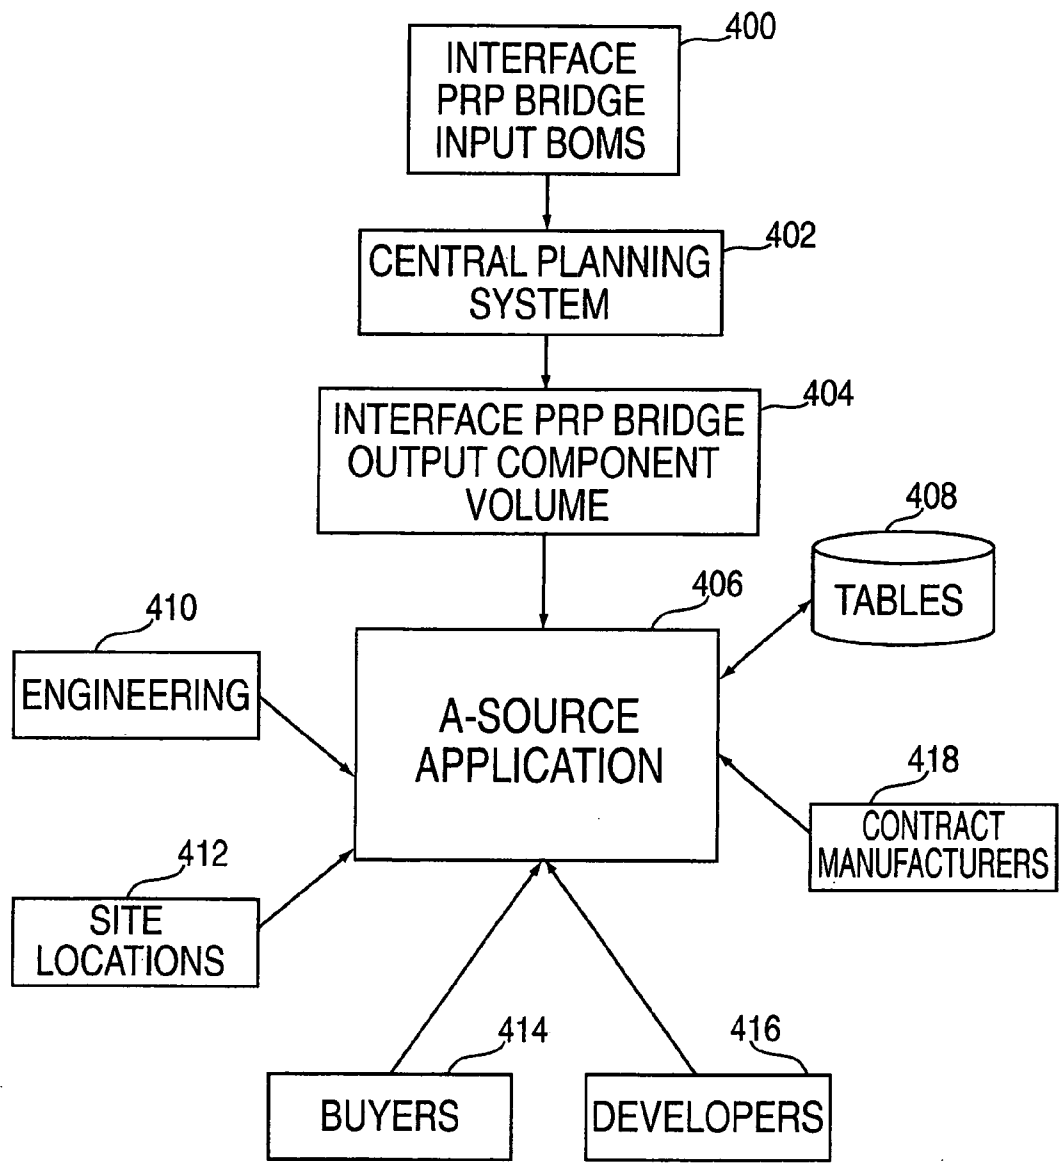 400
INTERFACE
PRP BRIDGE
INPUT BOMS
402
CENTRAL PLANNING
SYSTEM
404
INTERFACE PRP BRIDGE
OUTPUT COMPONENT
VOLUME
408
TABLES
406
A-SOURCE
APPLICATION
410
ENGINEERING
418
CONTRACT
MANUFACTURERS
412
SITE
LOCATIONS
414
BUYERS
416
DEVELOPERS